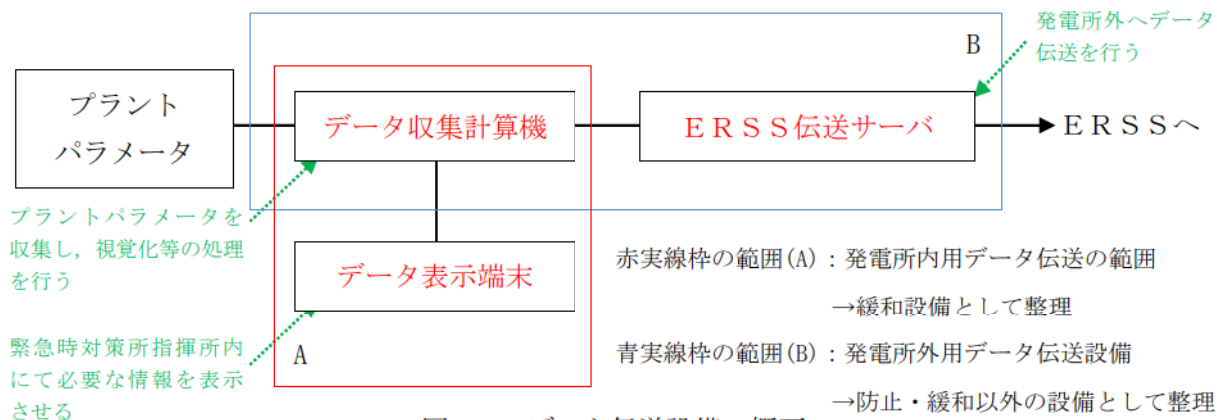 発電所外へデータ
伝送を行う
B
プラント
パラメータ
データ収集計算機
ＥＲＳＳ伝送サーバ
ＥＲＳＳへ
プラントパラメータを
収集し，視覚化等の処理
を行う
データ表示端末
赤実線枠の範囲(A)：発電所内用データ伝送の範囲
→緩和設備として整理
緊急時対策所指揮所内
にて必要な情報を表示
させる
A
青実線枠の範囲(B)：発電所外用データ伝送設備
→防止・緩和以外の設備として整理